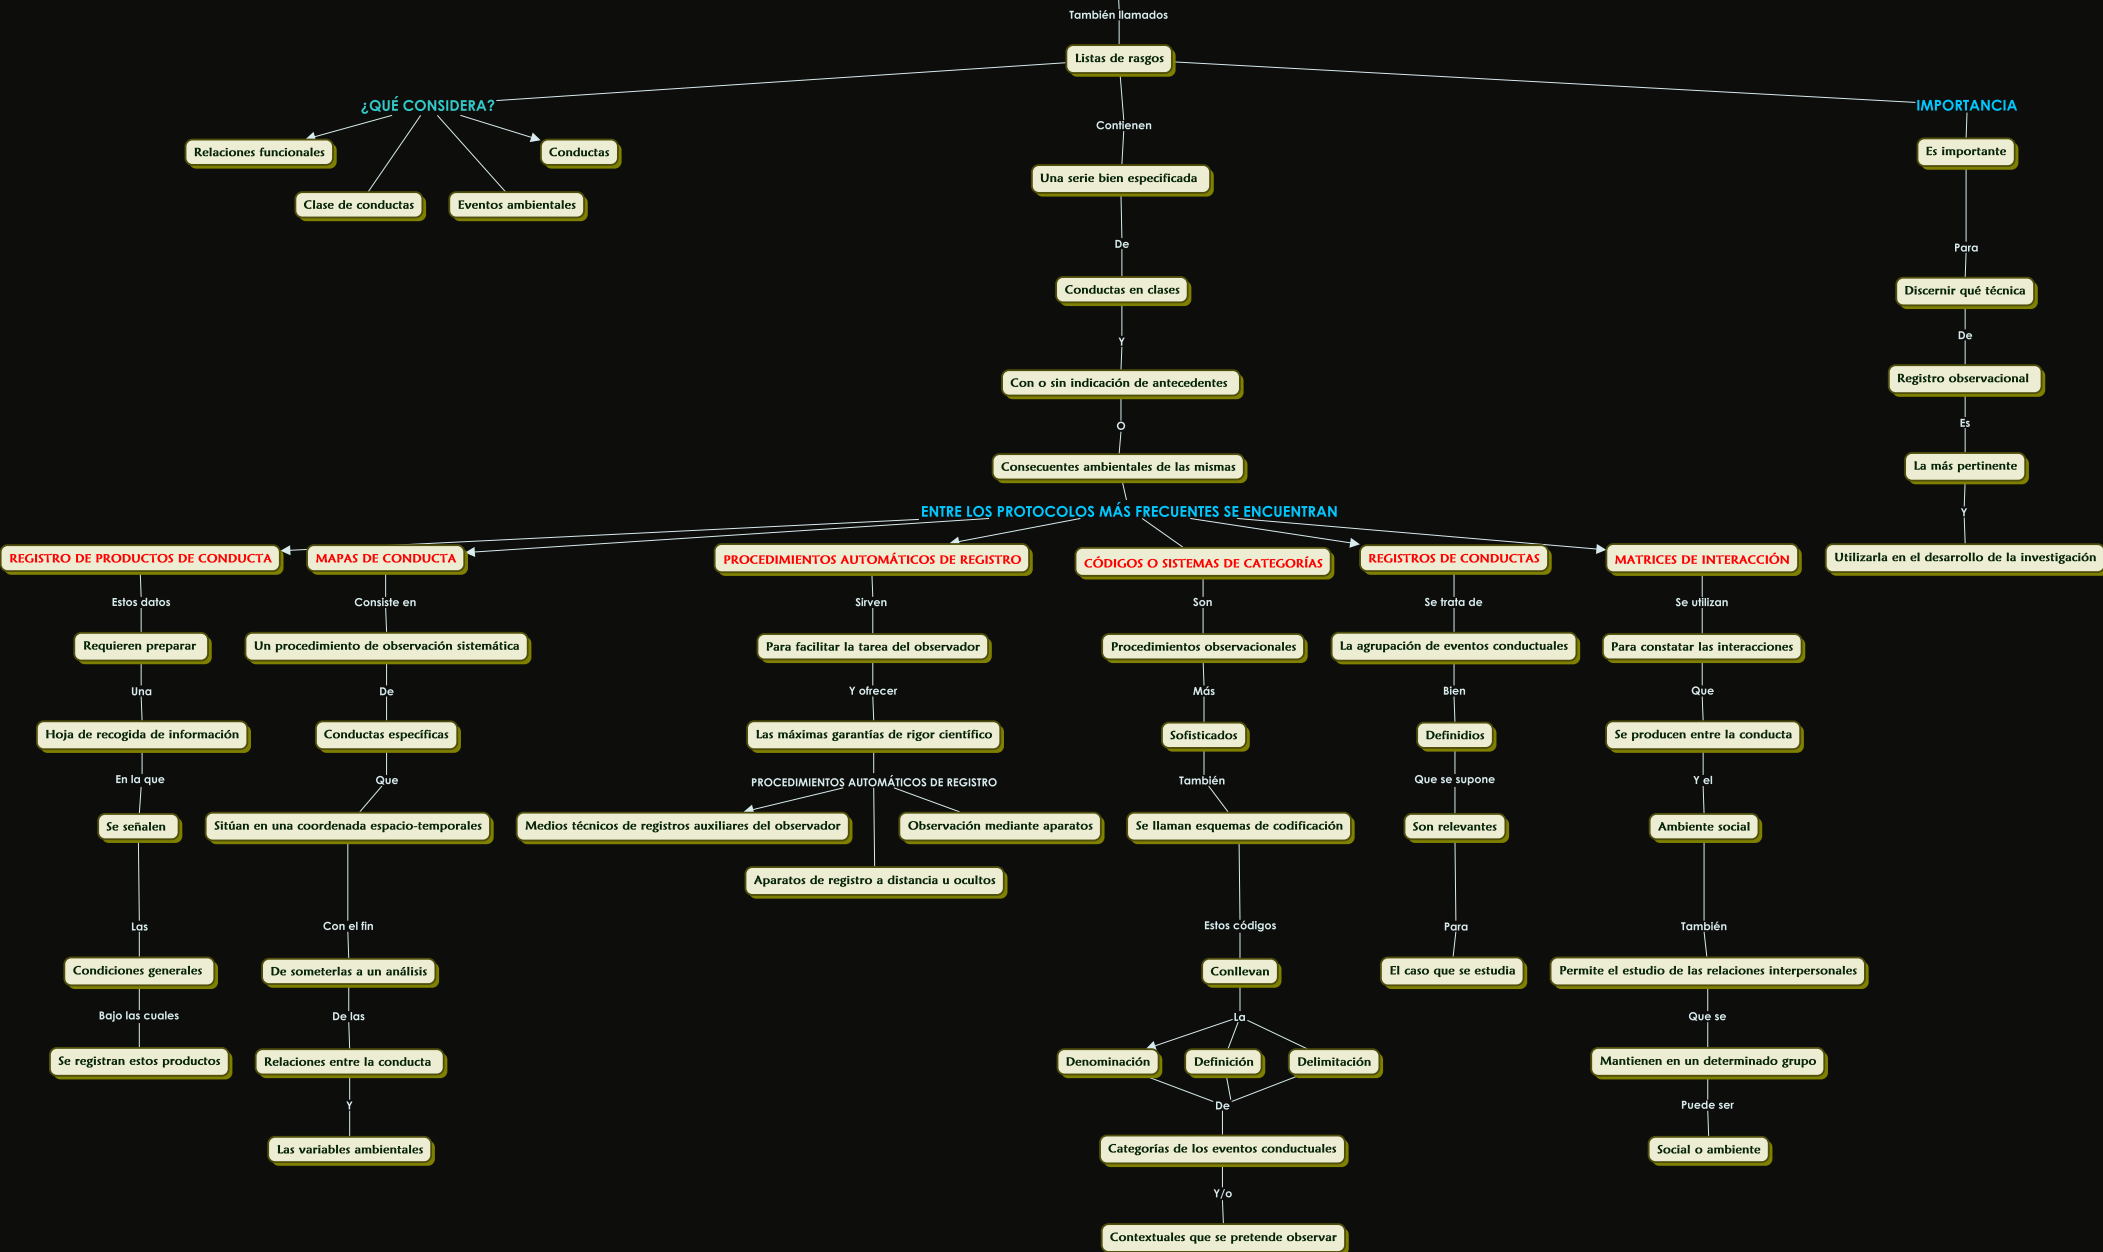 También llamados
Listas de rasgos
¿QUÉ CONSIDERA?
Relaciones funcionales
Conductas
Clase de conductas
Eventos ambientales
Contienen
Una serie bien especificada
De
Conductas en clases
Y
Con o sin indicación de antecedentes
O
Consecuentes ambientales de las mismas
IMPORTANCIA
Es importante
Para
Discernir qué técnica
De
Registro observacional
Es
La más pertinente
Y
Utilizarla en el desarrollo de la investigación
ENTRE LOS PROTOCOLOS MÁS FRECUENTES SE ENCUENTRAN
REGISTRO DE PRODUCTOS DE CONDUCTA
Estos datos
Requieren preparar
Una
Hoja de recogida de información
En la que
Se señalen
Las
Condiciones generales
Bajo las cuales
Se registran estos productos
MAPAS DE CONDUCTA
Consiste en
Un procedimiento de observación sistemática
De
Conductas específicas
Que
Sitúan en una coordenada espacio-temporales
Con el fin
De someterlas a un análisis
De las
Relaciones entre la conducta
Y
Las variables ambientales
PROCEDIMIENTOS AUTOMÁTICOS DE REGISTRO
Sirven
Para facilitar la tarea del observador
Y ofrecer
Las máximas garantías de rigor científico
PROCEDIMIENTOS AUTOMÁTICOS DE REGISTRO
Medios técnicos de registros auxiliares del observador
Observación mediante aparatos
Aparatos de registro a distancia u ocultos
CÓDIGOS O SISTEMAS DE CATEGORÍAS
Son
Procedimientos observacionales
Más
Sofisticados
También
Se llaman esquemas de codificación
Estos códigos
Conllevan
La
Denominación
Definición
Delimitación
De
Categorías de los eventos conductuales
Y/o
Contextuales que se pretende observar
REGISTROS DE CONDUCTAS
Se trata de
La agrupación de eventos conductuales
Bien
Definidios
Que se supone
Son relevantes
Para
El caso que se estudia
MATRICES DE INTERACCIÓN
Se utilizan
Para constatar las interacciones
Que
Se producen entre la conducta
Y el
Ambiente social
También
Permite el estudio de las relaciones interpersonales
Que se
Mantienen en un determinado grupo
Puede ser
Social o ambiente